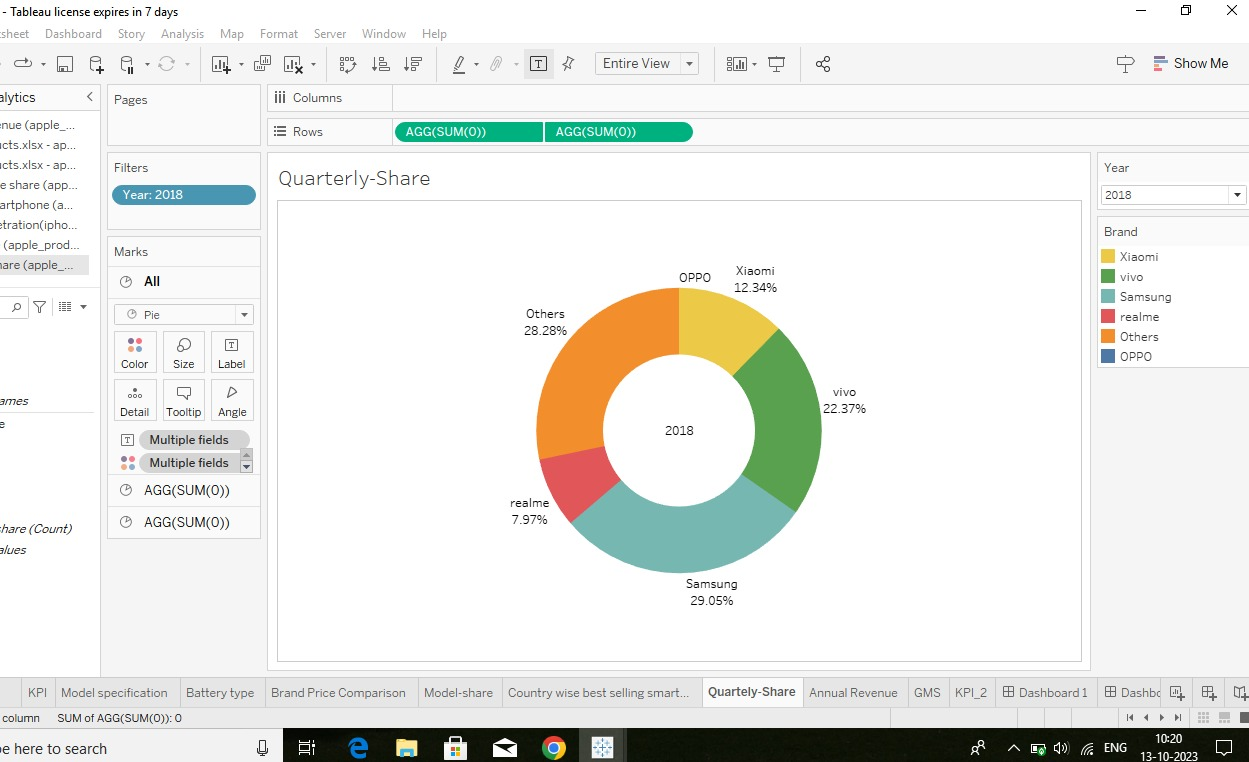 - Tableau license expires in 7 days
sheet Dashboard Story Analysis Map Format Server Window Help
Entire View
Show Me
alytics
enue (apple_...
ucts.xlsx - ap...
ucts.xlsx - ap...
e share (app...
artphone (a...
etration(ipho...
(apple_prod...
hare (apple_...
ames
e
hare (Count)
alues
Pages
Filters
Year: 2018
Marks
All
Pie
Color Size Label
Detail Tooltip Angle
Multiple fields
Multiple fields
AGG(SUM(0))
AGG(SUM(0))
Columns
Rows AGG(SUM(0)) AGG(SUM(0))
Quarterly-Share
OPPO
Xiaomi
12.34%
Others
28.28%
vivo
22.37%
2018
realme
7.97%
Samsung
29.05%
Year
2018
Brand
Xiaomi
vivo
Samsung
realme
Others
OPPO
KPI Model specification Battery type Brand Price Comparison Model-share Country wise best selling smart... Quartely-Share Annual Revenue GMS KPI_2 Dashboard 1 Dashbo
column SUM of AGG(SUM(0)): 0
e here to search
ENG
10:20
13-10-2023